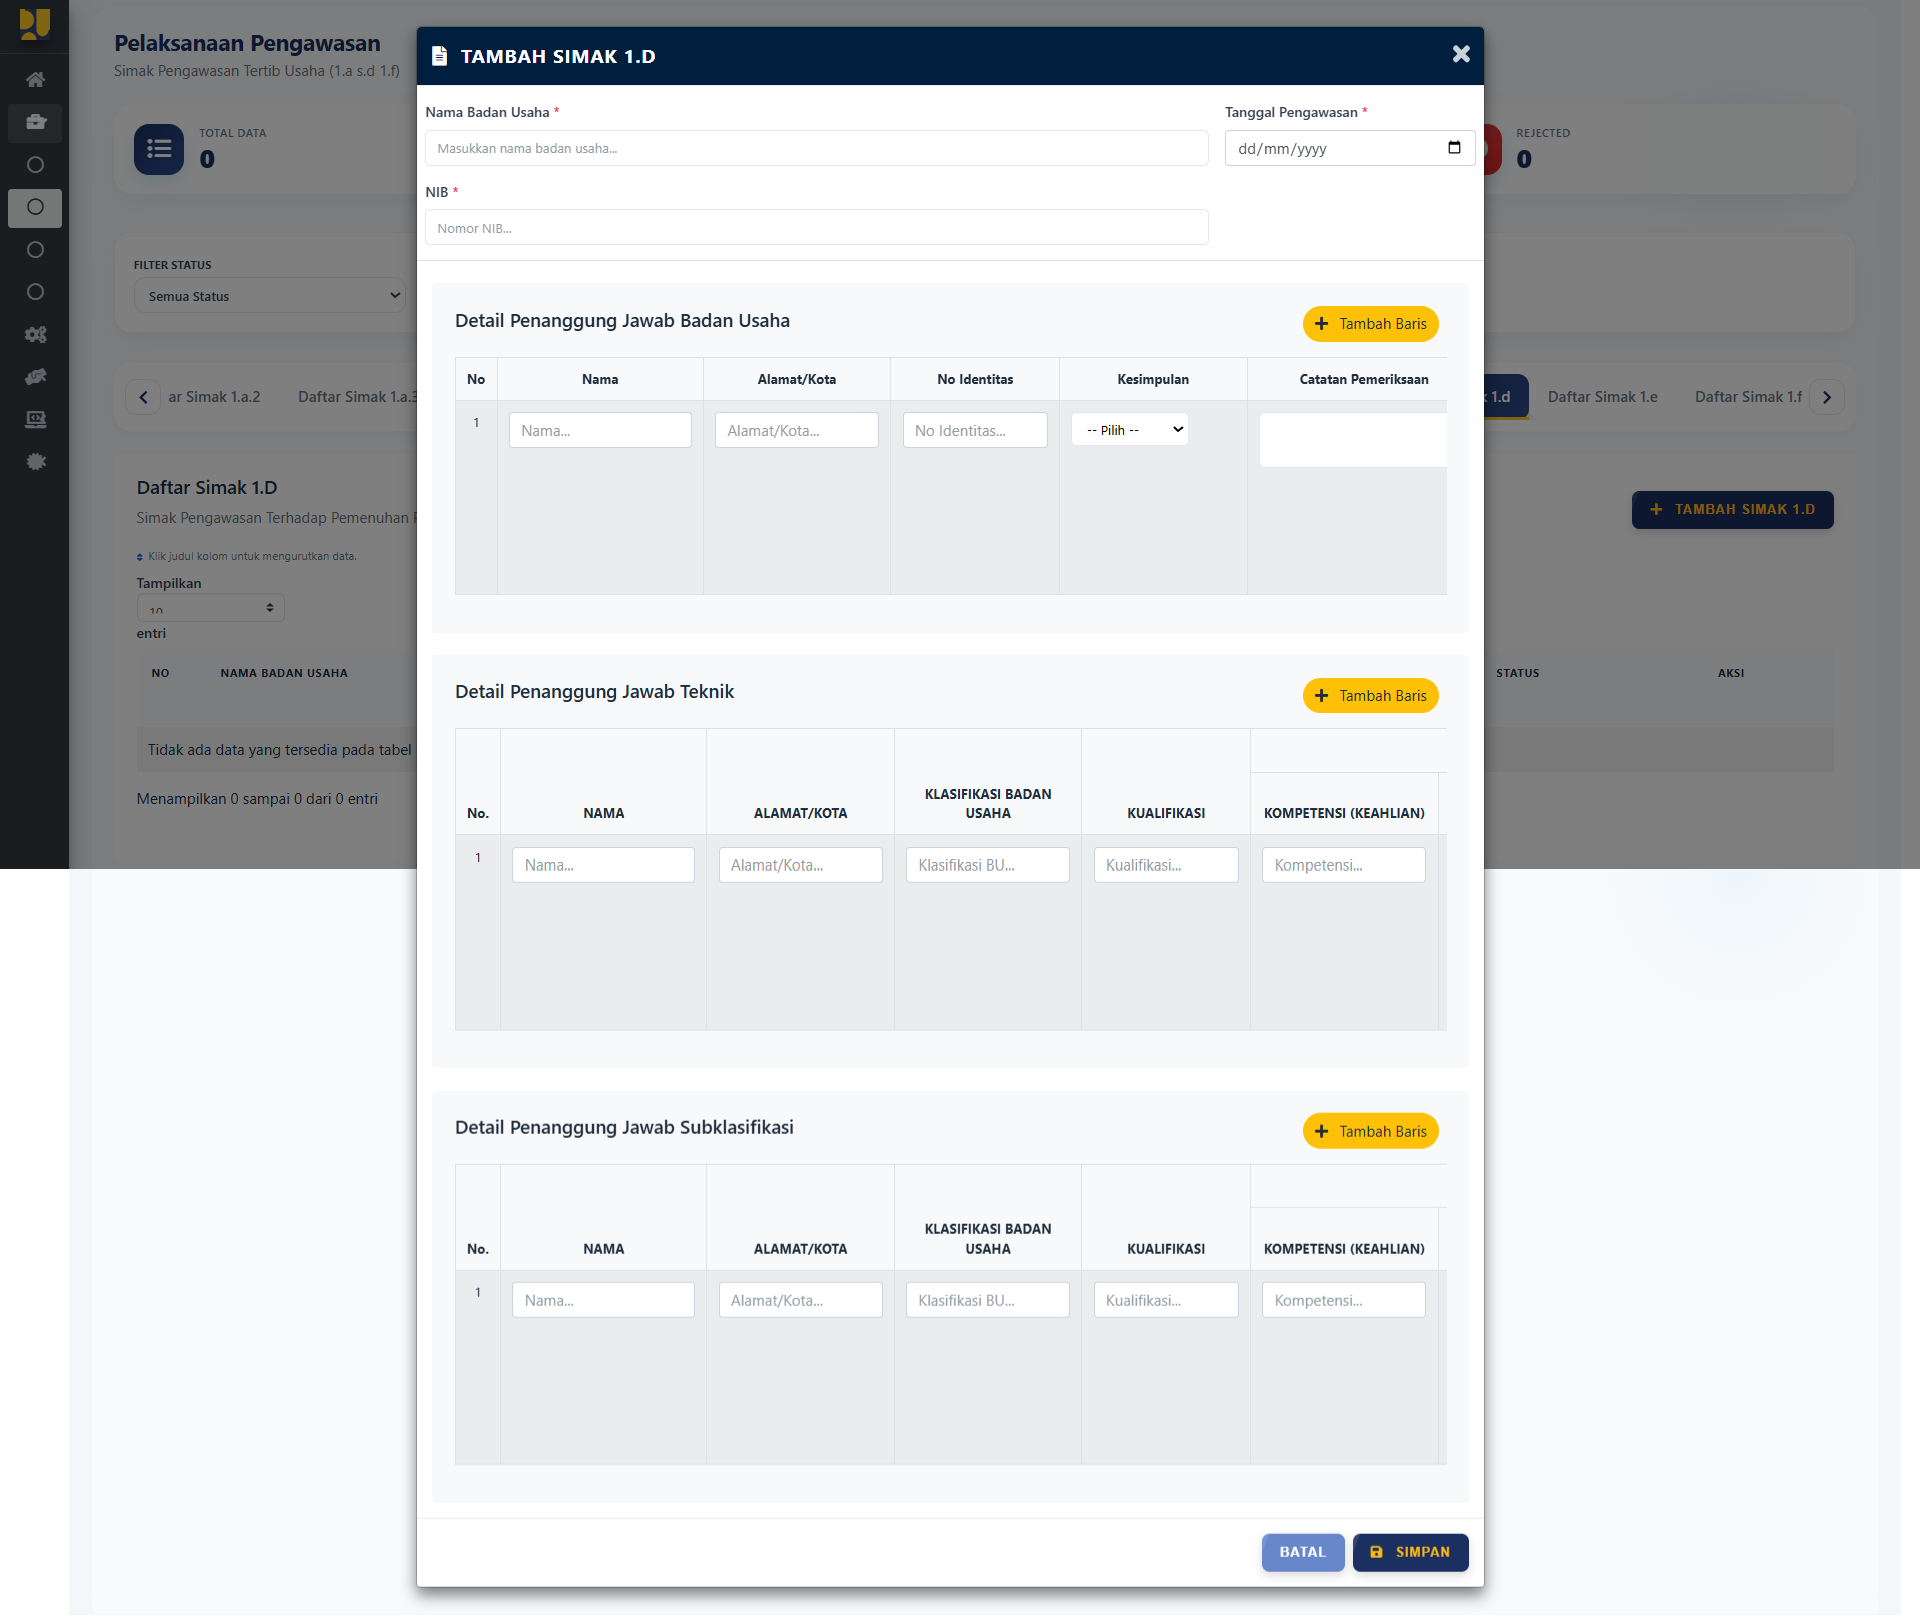 Pelaksanaan Pengawasan
Simak Pengawasan Tertib Usaha (1.a s.d 1.f)
TOTAL DATA
0
REJECTED
0
FILTER STATUS
Semua Status
ar Simak 1.a.2
Daftar Simak 1.a.3
1.d
Daftar Simak 1.e
Daftar Simak 1.f
Daftar Simak 1.D
Simak Pengawasan Terhadap Pemenuhan
+ TAMBAH SIMAK 1.D
Klik judul kolom untuk mengurutkan data.
Tampilkan
10
entri
NO
NAMA BADAN USAHA
STATUS
AKSI
Tidak ada data yang tersedia pada tabel
Menampilkan 0 sampai 0 dari 0 entri
TAMBAH SIMAK 1.D
Nama Badan Usaha *
Masukkan nama badan usaha...
Tanggal Pengawasan *
dd/mm/yyyy
NIB *
Nomor NIB...
Detail Penanggung Jawab Badan Usaha
+ Tambah Baris
No
Nama
Alamat/Kota
No Identitas
Kesimpulan
Catatan Pemeriksaan
1
Nama...
Alamat/Kota...
No Identitas...
-- Pilih --
Detail Penanggung Jawab Teknik
+ Tambah Baris
No.
NAMA
ALAMAT/KOTA
KLASIFIKASI BADAN
USAHA
KUALIFIKASI
KOMPETENSI (KEAHLIAN)
1
Nama...
Alamat/Kota...
Klasifikasi BU...
Kualifikasi...
Kompetensi...
Detail Penanggung Jawab Subklasifikasi
+ Tambah Baris
No.
NAMA
ALAMAT/KOTA
KLASIFIKASI BADAN
USAHA
KUALIFIKASI
KOMPETENSI (KEAHLIAN)
1
Nama...
Alamat/Kota...
Klasifikasi BU...
Kualifikasi...
Kompetensi...
BATAL
SIMPAN